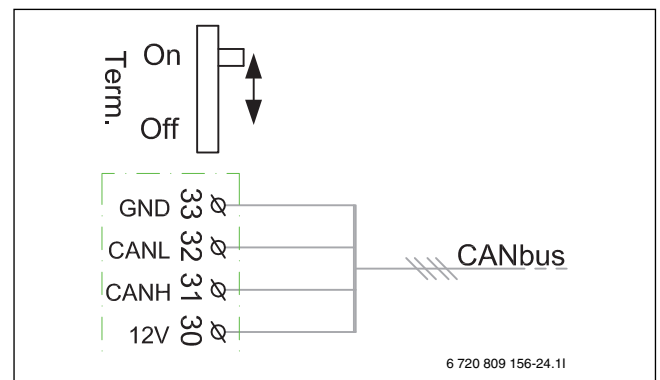 On
Term.
Off
GND 33
CANL 32
CANH 31
12V 30
CANbus
6 720 809 156-24.1I